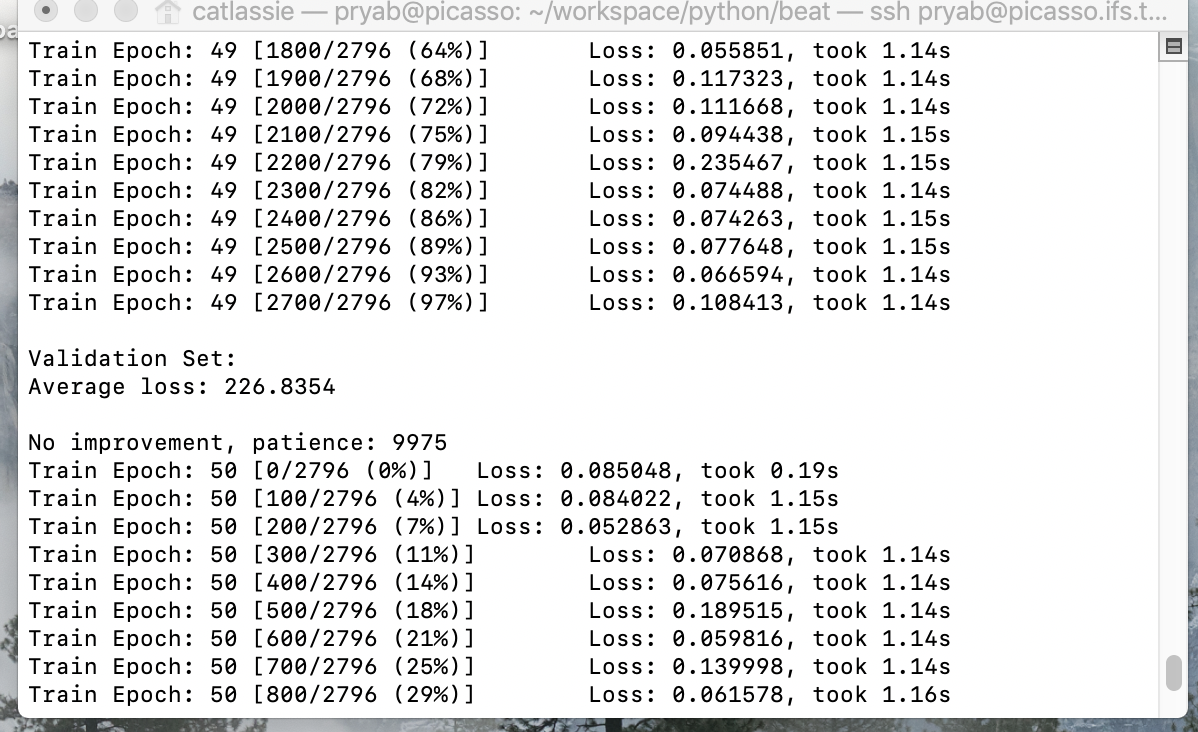 catlassie — pryab@picasso: ~/workspace/python/beat — ssh pryab@picasso.ifs.t...
Train Epoch: 49 [1800/2796 (64%)] Loss: 0.055851, took 1.14s
Train Epoch: 49 [1900/2796 (68%)] Loss: 0.117323, took 1.14s
Train Epoch: 49 [2000/2796 (72%)] Loss: 0.111668, took 1.14s
Train Epoch: 49 [2100/2796 (75%)] Loss: 0.094438, took 1.15s
Train Epoch: 49 [2200/2796 (79%)] Loss: 0.235467, took 1.15s
Train Epoch: 49 [2300/2796 (82%)] Loss: 0.074488, took 1.14s
Train Epoch: 49 [2400/2796 (86%)] Loss: 0.074263, took 1.15s
Train Epoch: 49 [2500/2796 (89%)] Loss: 0.077648, took 1.15s
Train Epoch: 49 [2600/2796 (93%)] Loss: 0.066594, took 1.14s
Train Epoch: 49 [2700/2796 (97%)] Loss: 0.108413, took 1.14s
Validation Set:
Average loss: 226.8354
No improvement, patience: 9975
Train Epoch: 50 [0/2796 (0%)] Loss: 0.085048, took 0.19s
Train Epoch: 50 [100/2796 (4%)] Loss: 0.084022, took 1.15s
Train Epoch: 50 [200/2796 (7%)] Loss: 0.052863, took 1.15s
Train Epoch: 50 [300/2796 (11%)] Loss: 0.070868, took 1.14s
Train Epoch: 50 [400/2796 (14%)] Loss: 0.075616, took 1.14s
Train Epoch: 50 [500/2796 (18%)] Loss: 0.189515, took 1.14s
Train Epoch: 50 [600/2796 (21%)] Loss: 0.059816, took 1.14s
Train Epoch: 50 [700/2796 (25%)] Loss: 0.139998, took 1.14s
Train Epoch: 50 [800/2796 (29%)] Loss: 0.061578, took 1.16s